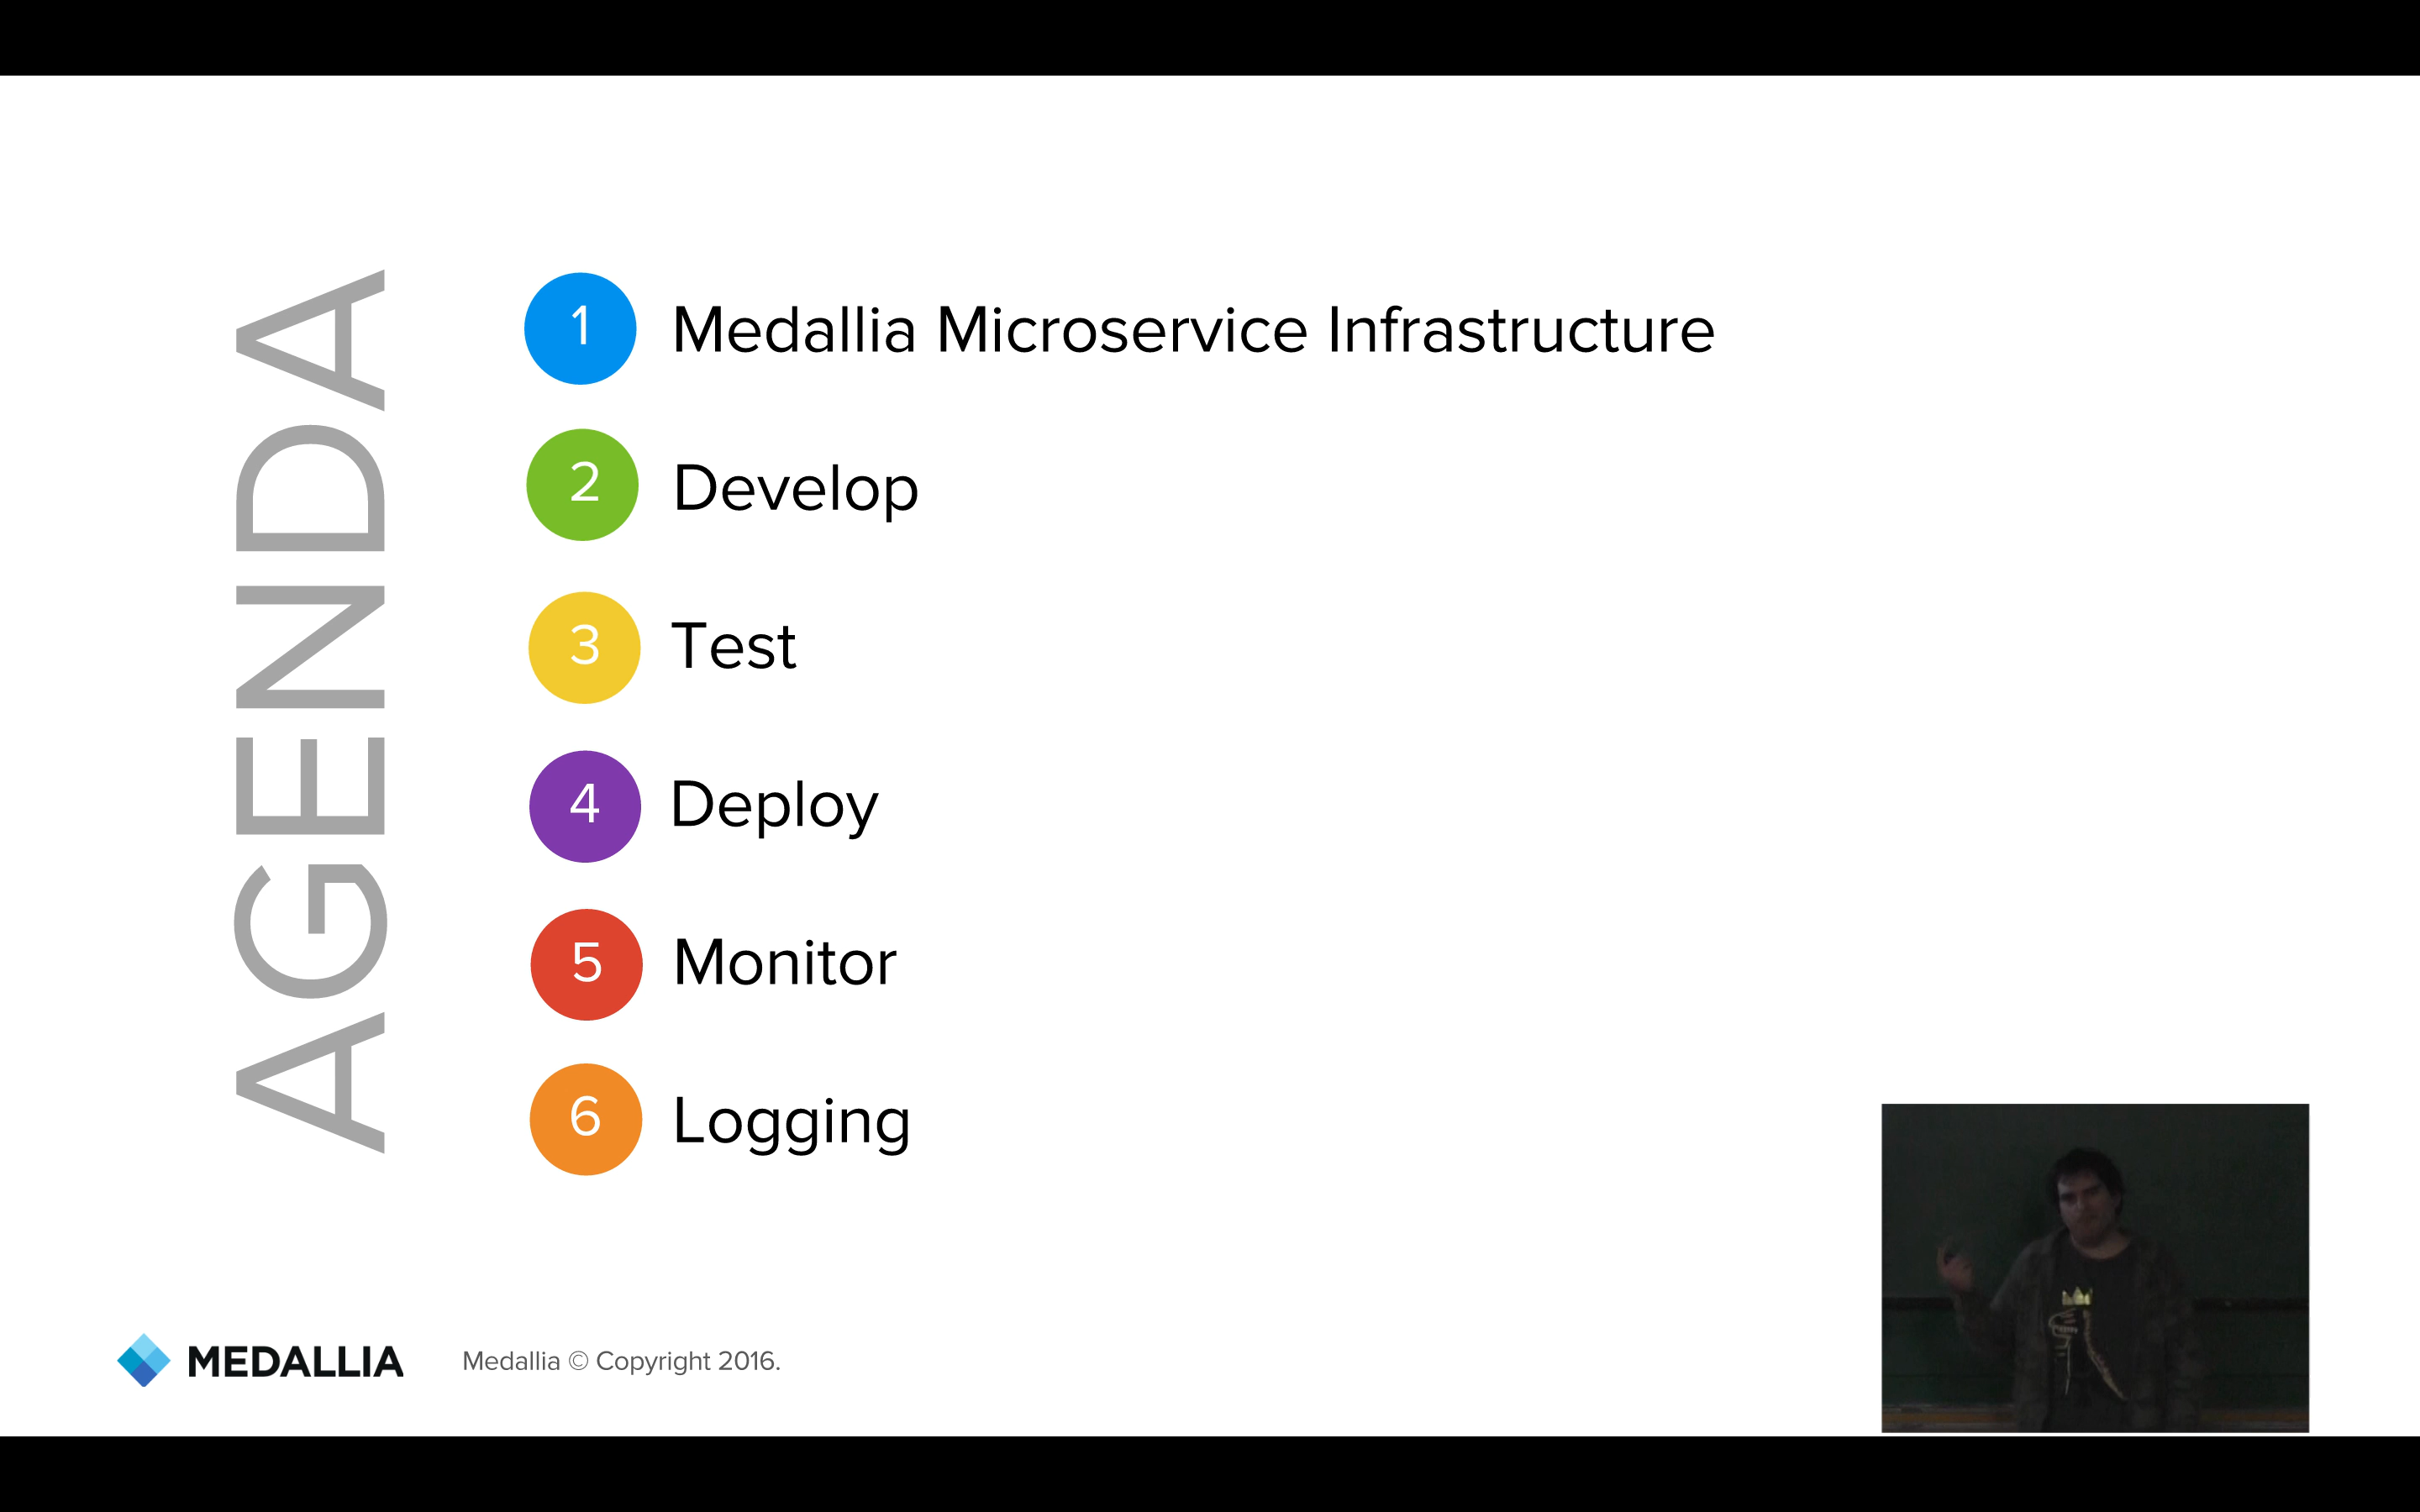 AGENDA
1 Medallia Microservice Infrastructure
2 Develop
3 Test
4 Deploy
5 Monitor
6 Logging
MEDALLIA Medallia © Copyright 2016.